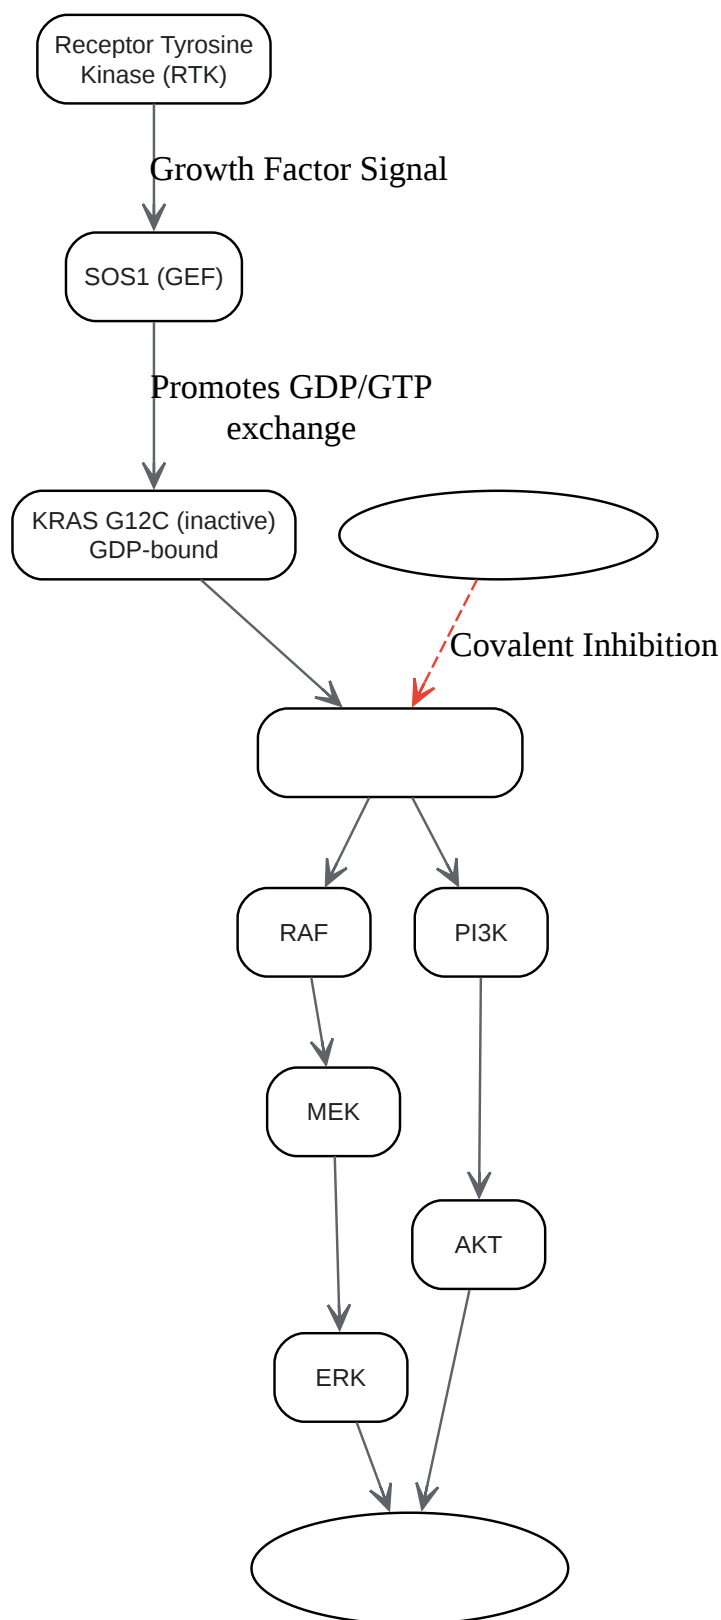 Receptor Tyrosine
Kinase (RTK)
Growth Factor Signal
SOS1 (GEF)
Promotes GDP/GTP
exchange
KRAS G12C (inactive)
GDP-bound
Covalent Inhibition
RAF
PI3K
MEK
AKT
ERK